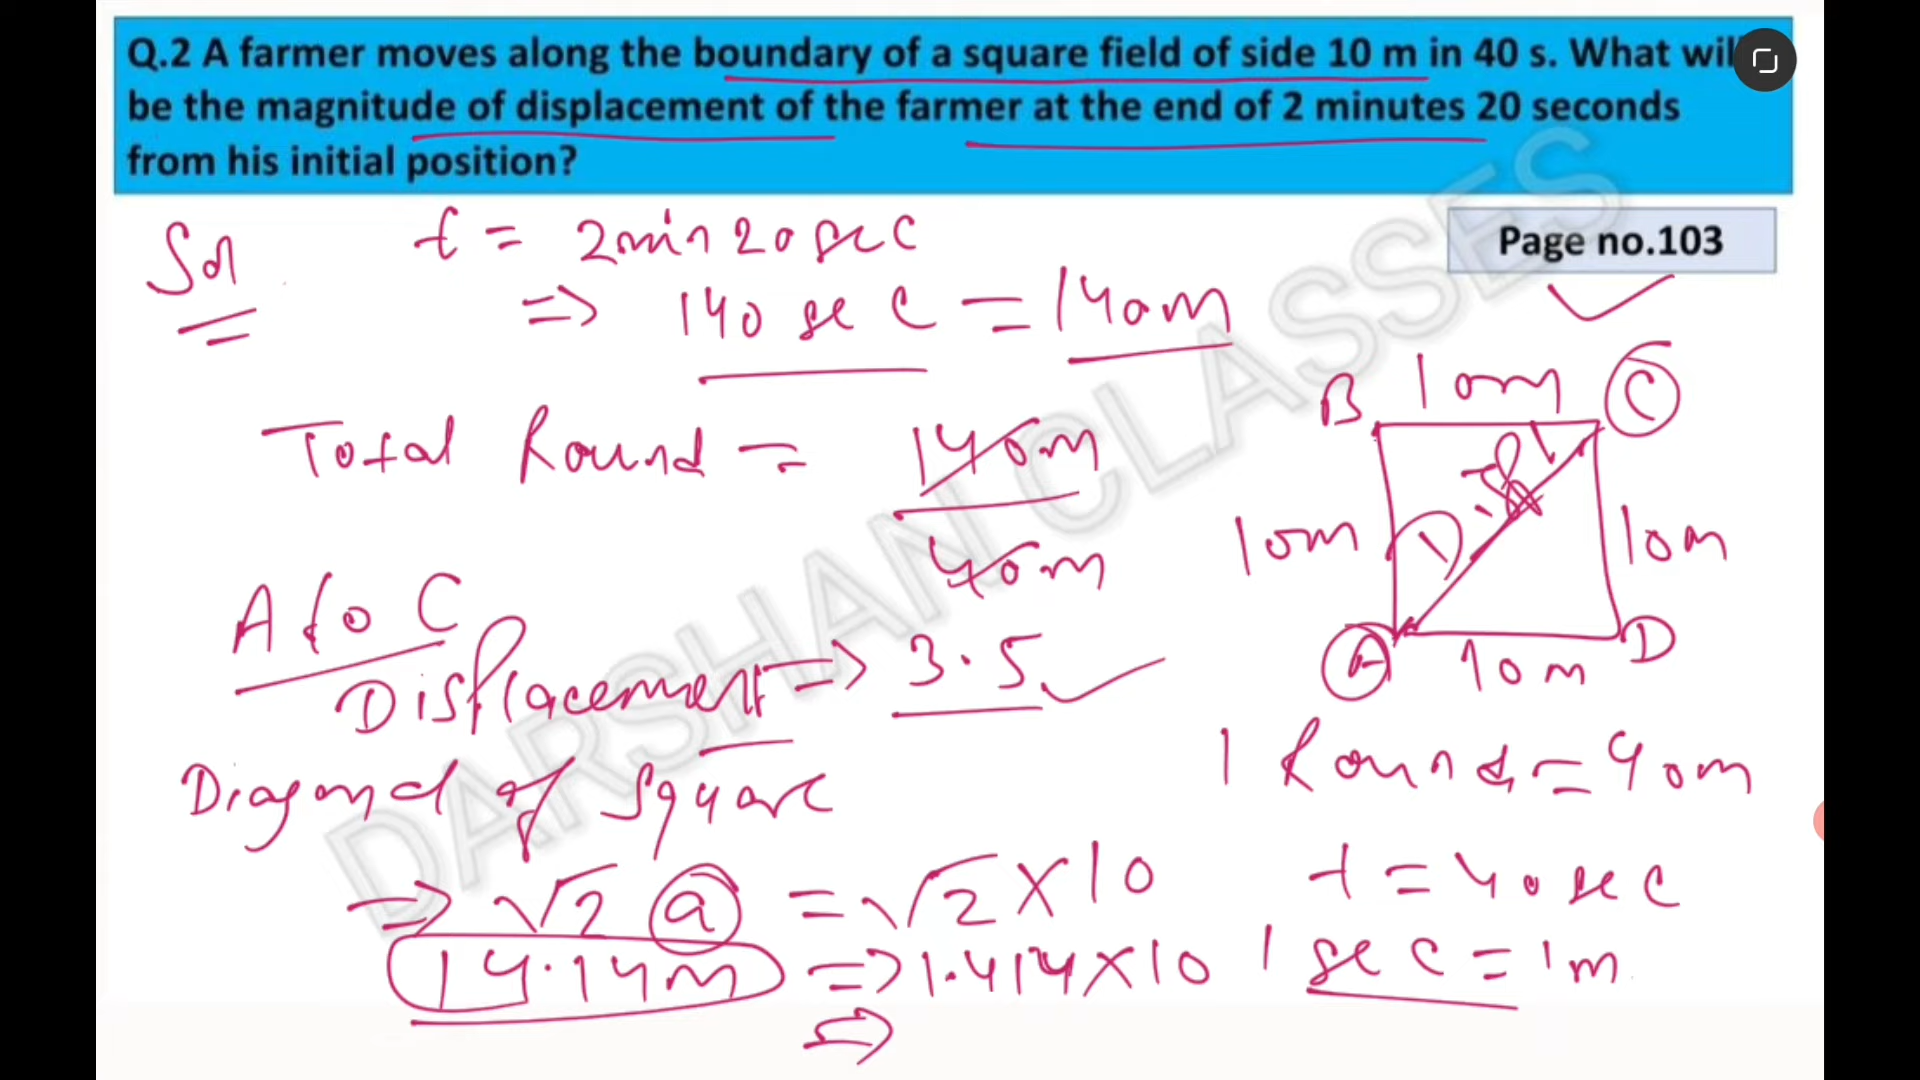 Q.2 A farmer moves along the boundary of a square field of side 10 m in 40 s. What will
be the magnitude of displacement of the farmer at the end of 2 minutes 20 seconds
from his initial position?
Page no.103
Sol
t = 2min 20 sec
=> 140 sec = 140m
Total Round = 140m
40m
=> 3.5
A to C
Displacement
Diagonal of Square
=> √2 a = √2 × 10
14.14m => 1.414 × 10
=>
B 10m C
10m 10m
A 10m D
1 Round = 40m
t = 40 sec
1 sec = 1m
DARSHAN CLASSES